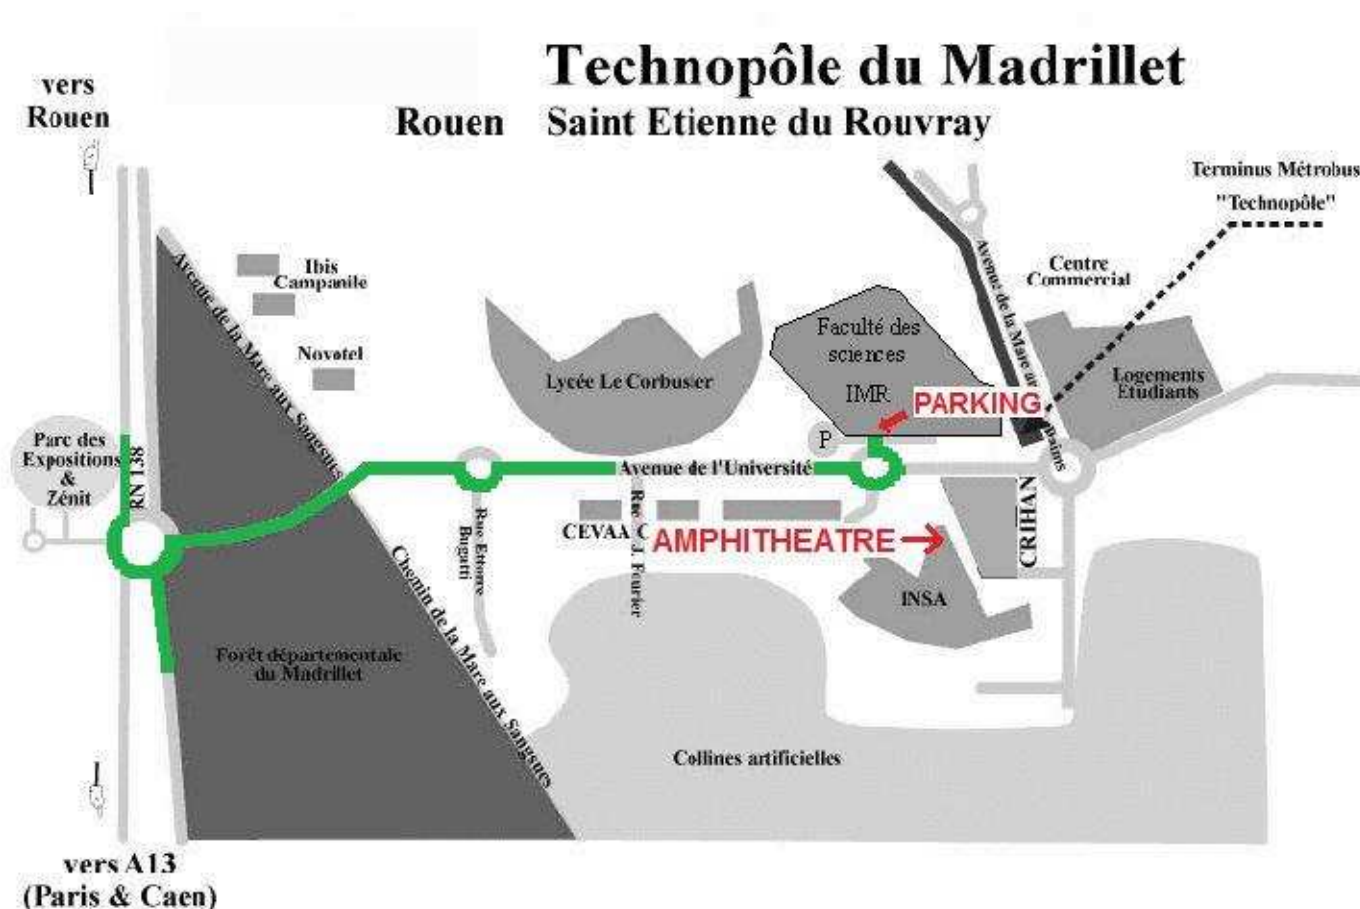 Technopôle du Madrillet
Rouen Saint Etienne du Rouvray
vers
Rouen
Terminus Métrobus
"Technopôle"
Avenue de la Mare aux Sangsues
Ibis
Campanile
Novotel
Lycée Le Corbusier
Faculté des
sciences
IMR
PARKING
P
Avenue de la Mare au Daims
Centre
Commercial
Logements
Etudiants
Parc des
Expositions
&
Zénit
RN 138
Avenue de l'Université
Rue Ettore
Bugatti
CEVAA
Rue J. Fourier
AMPHITHEATRE
CRIHAN
INSA
Chemin de la Mare aux Sangsues
Forêt départementale
du Madrillet
Collines artificielles
vers A13
(Paris & Caen)